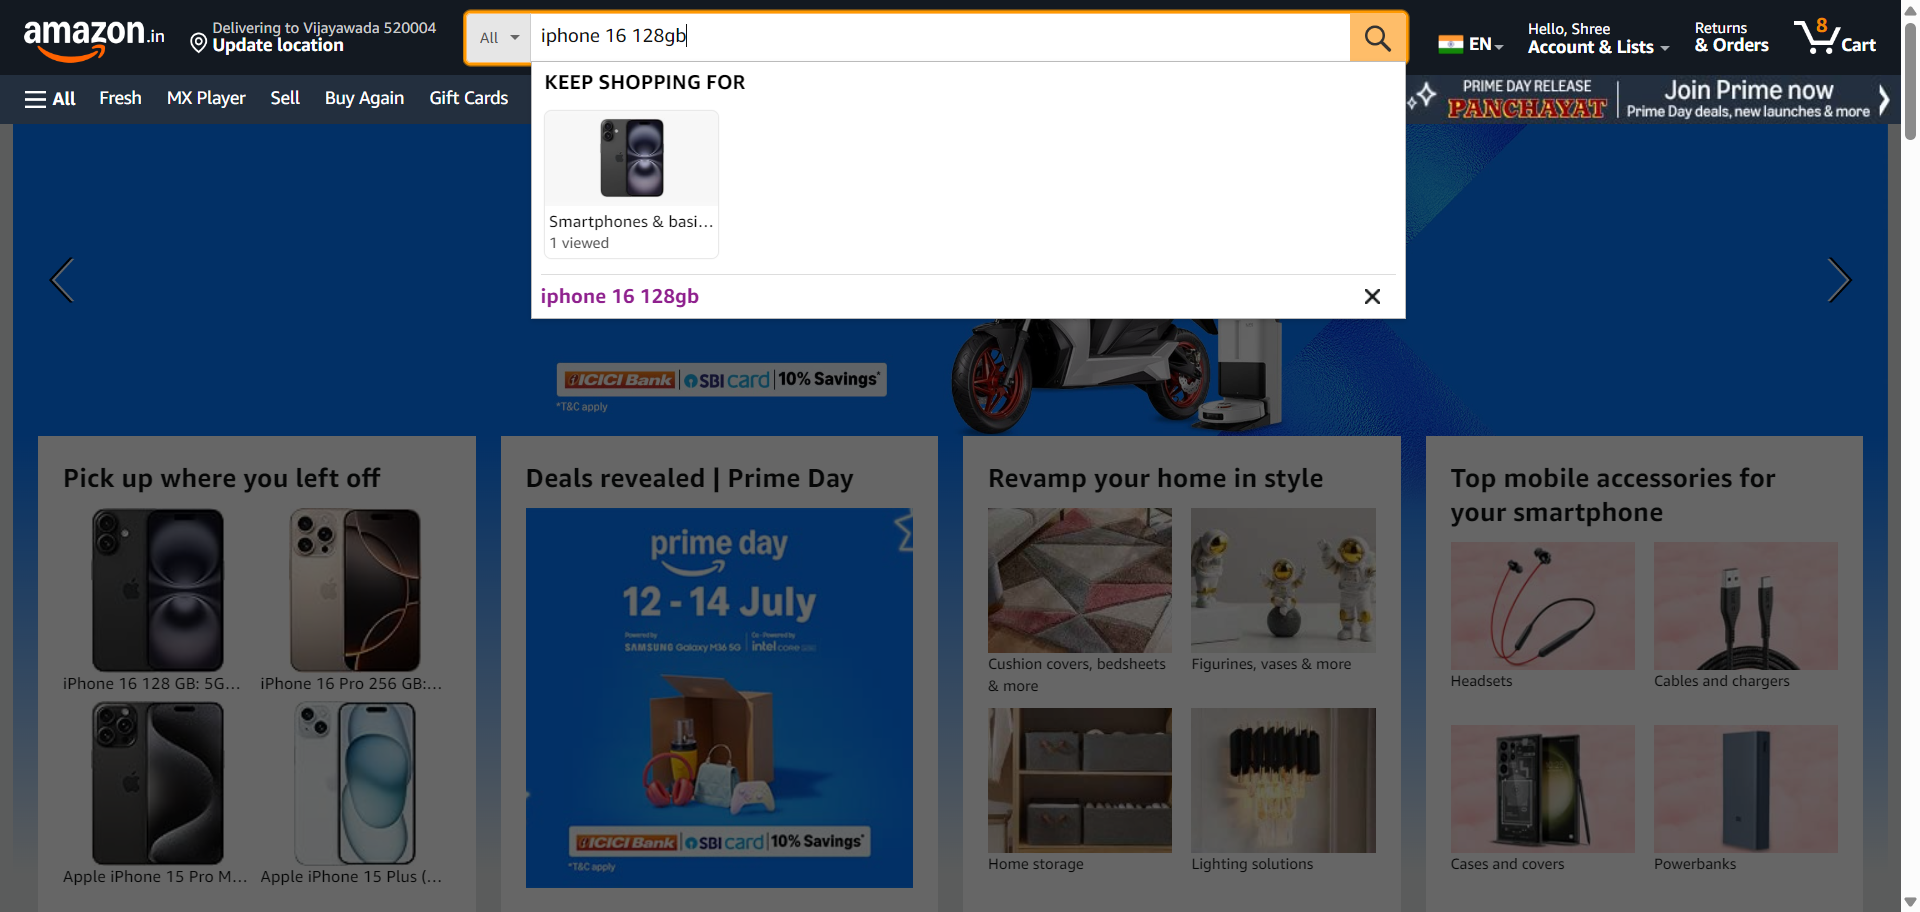 amazon.in
Delivering to Vijayawada 520004
Update location
All
iphone 16 128gb
EN
Hello, Shree
Account & Lists
Returns
& Orders
8
Cart
All
Fresh
MX Player
Sell
Buy Again
Gift Cards
PRIME DAY RELEASE
PANCHAYAT
Join Prime now
Prime Day deals, new launches & more
KEEP SHOPPING FOR
Smartphones & basi...
1 viewed
iphone 16 128gb
ICICI Bank
SBI card
10% Savings*
*T&C apply
Pick up where you left off
iPhone 16 128 GB: 5G...
iPhone 16 Pro 256 GB:...
Apple iPhone 15 Pro M...
Apple iPhone 15 Plus (...
Deals revealed | Prime Day
prime day
12 - 14 July
Powered by
SAMSUNG Galaxy M36 5G
Co-Powered by
intel core
ICICI Bank
SBI card
10% Savings*
*T&C apply
Revamp your home in style
Cushion covers, bedsheets
& more
Figurines, vases & more
Home storage
Lighting solutions
Top mobile accessories for
your smartphone
Headsets
Cables and chargers
Cases and covers
Powerbanks